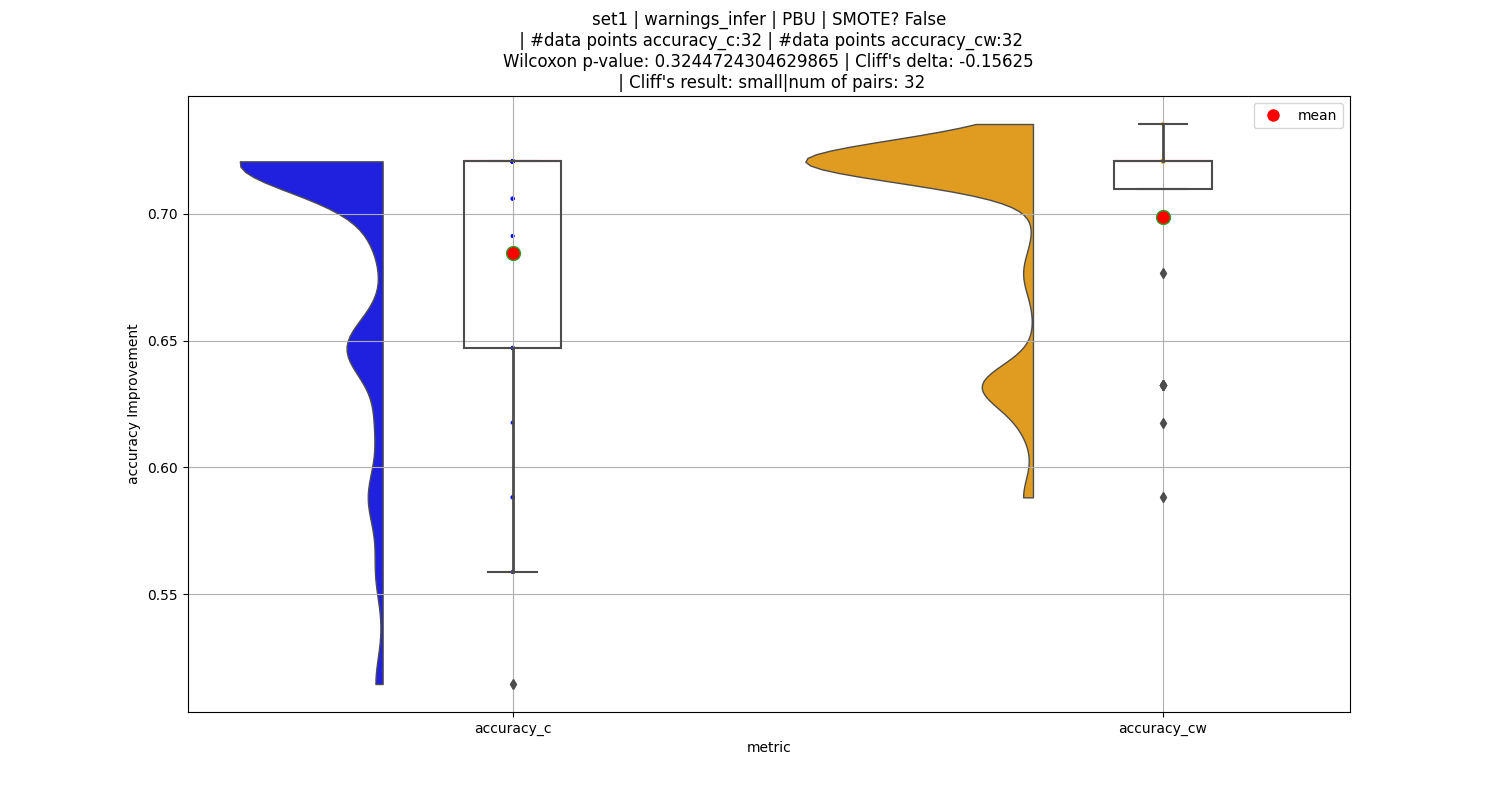 set1 | warnings_infer | PBU | SMOTE? False
| #data points accuracy_c:32 | #data points accuracy_cw:32
Wilcoxon p-value: 0.3244724304629865 | Cliff's delta: -0.15625
| Cliff's result: small|num of pairs: 32
mean
0.70
0.65
0.60
0.55
accuracy Improvement
accuracy_c
accuracy_cw
metric